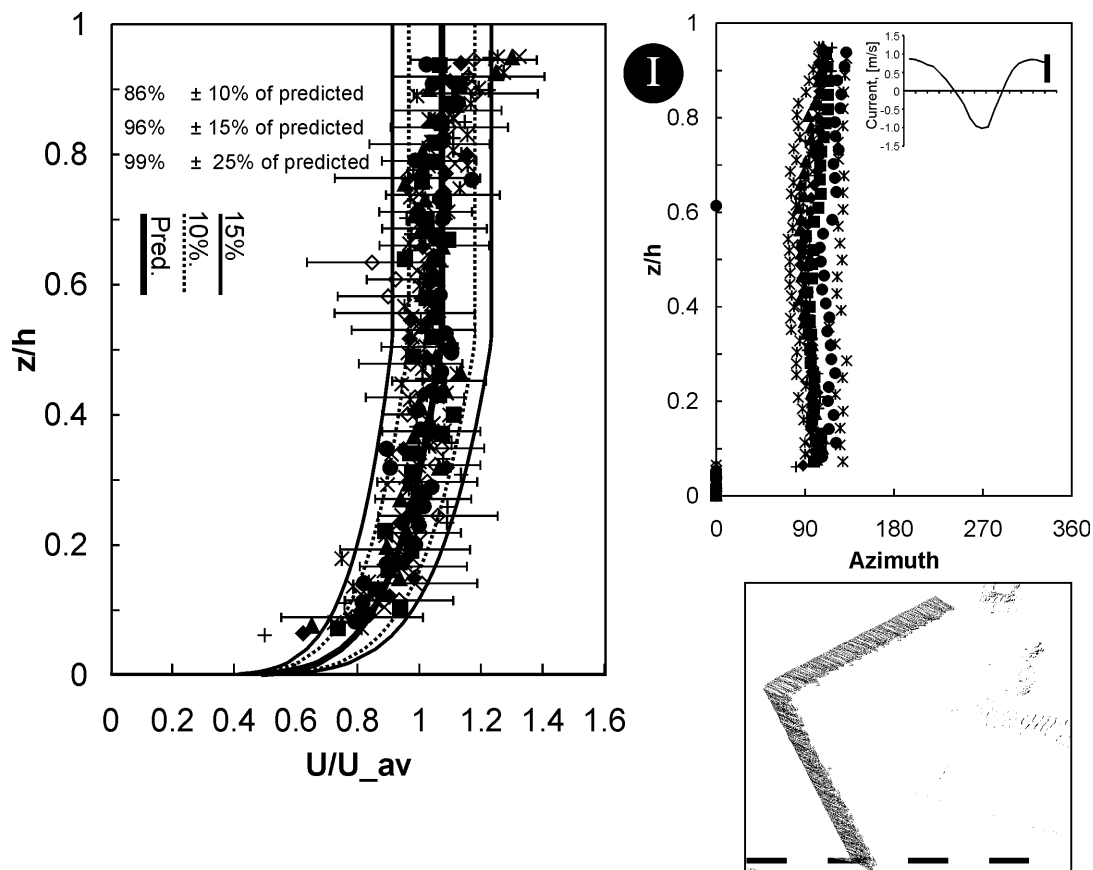 1
0.8
0.6
0.4
0.2
0
z/h
86% ± 10% of predicted
96% ± 15% of predicted
99% ± 25% of predicted
Pred.
10%.
15%
0 0.2 0.4 0.6 0.8 1 1.2 1.4 1.6
U/U_av
I
1
0.8
0.6
0.4
0.2
0
z/h
Current, [m/s]
1.5
1.0
0.5
0
-0.5
-1.0
-1.5
0 90 180 270 360
Azimuth